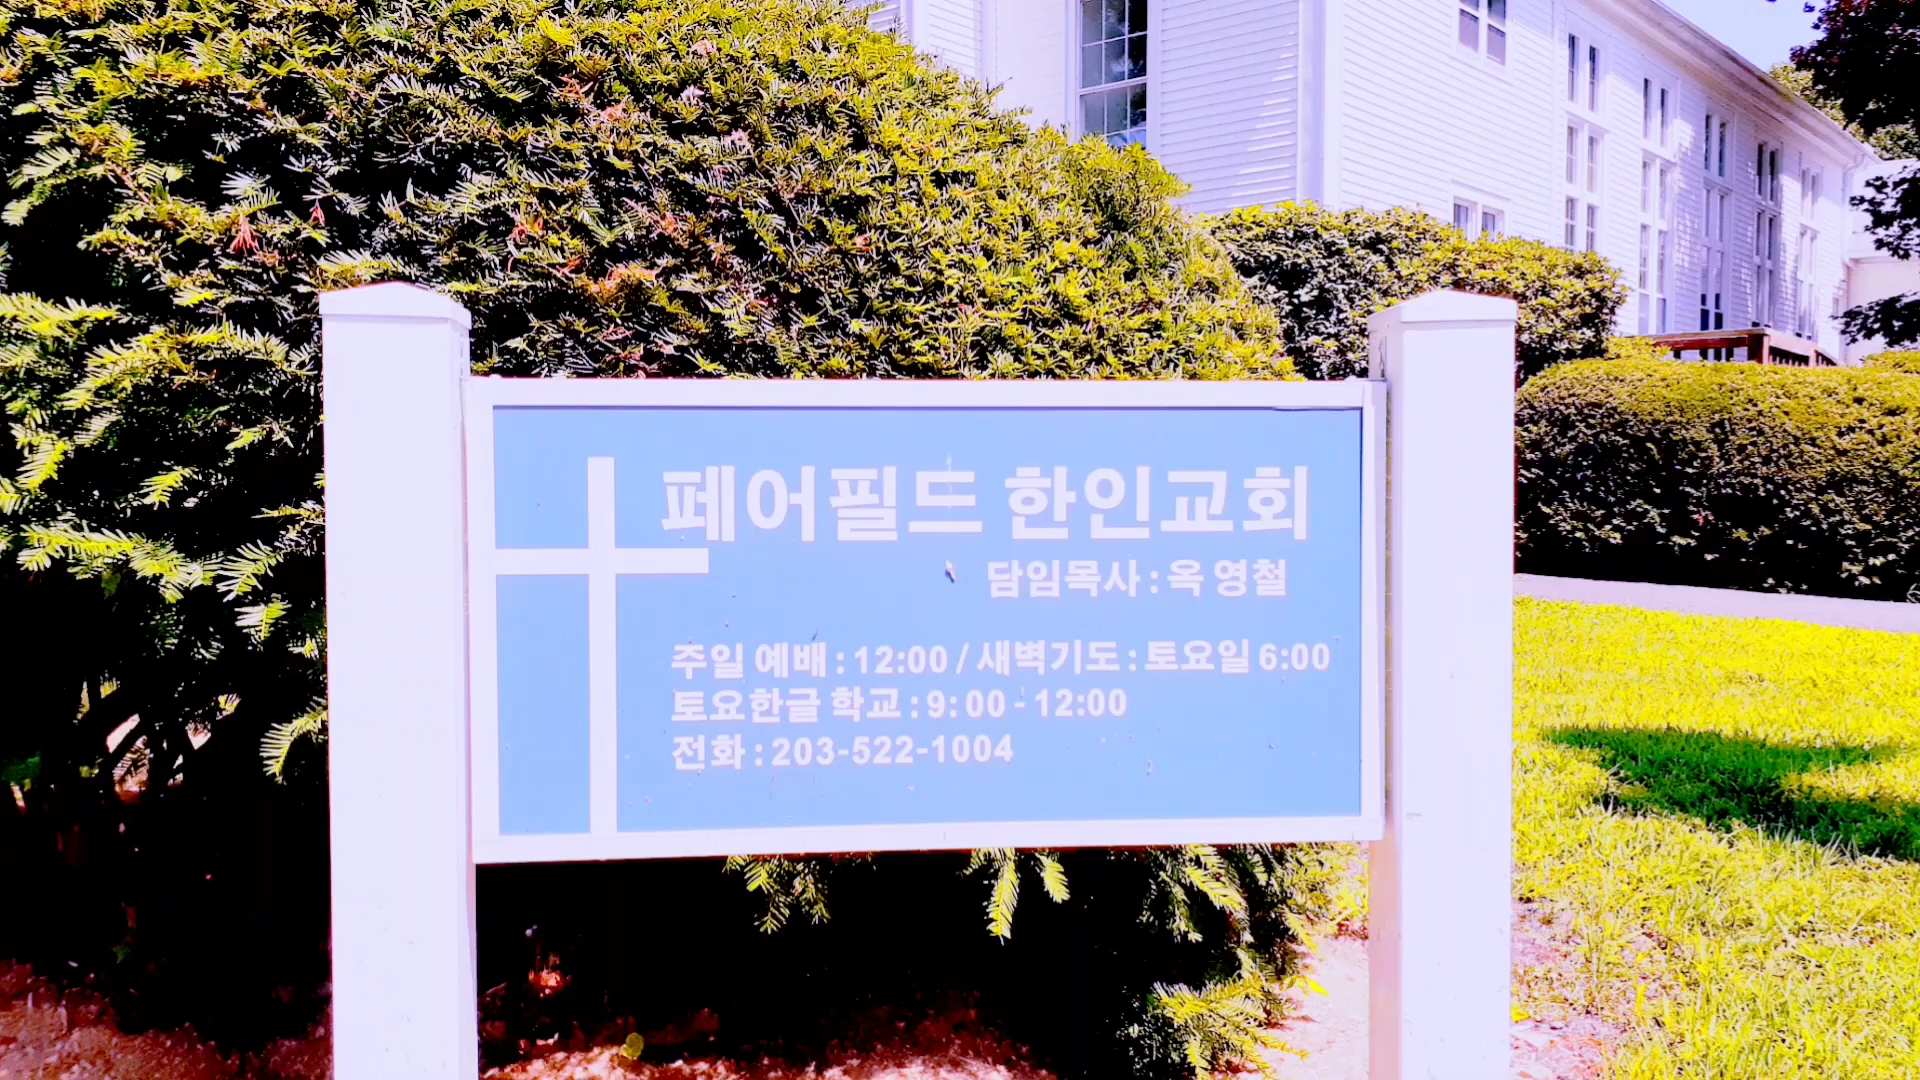 페어필드 한인교회
담임목사 : 옥 영철
주일 예배 : 12:00 / 새벽기도 : 토요일 6:00
토요한글 학교 : 9:00 - 12:00
전화 : 203-522-1004